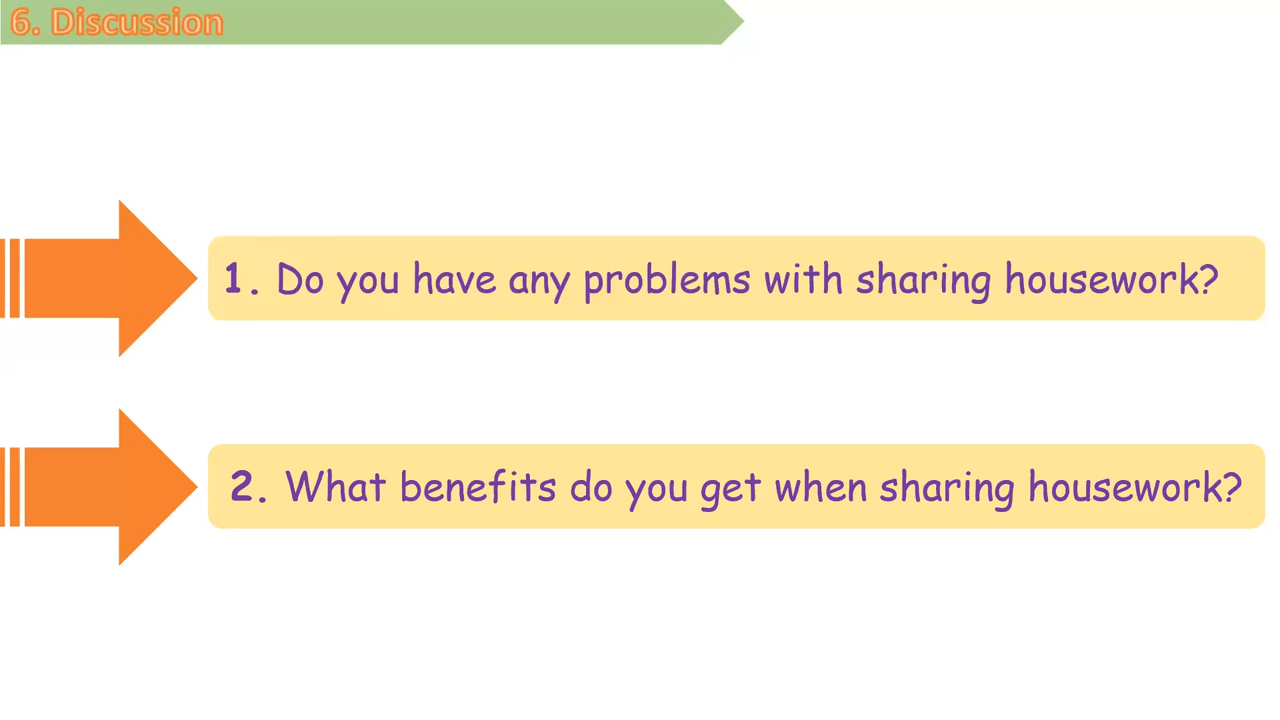 6. Discussion
1. Do you have any problems with sharing housework?
2. What benefits do you get when sharing housework?